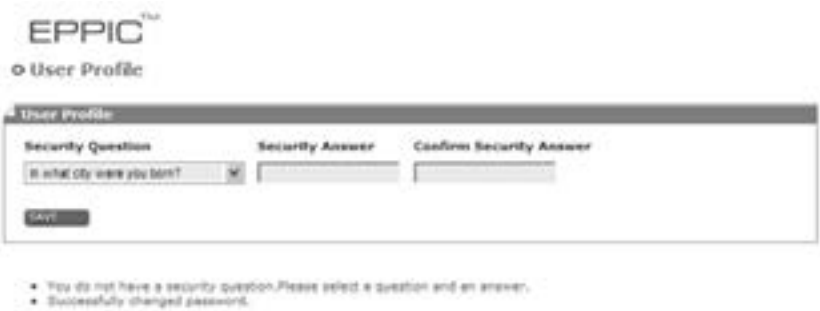 EPPIC™
User Profile
User Profile
Security Question Security Answer Confirm Security Answer
In what city were you born?
SAVE
You do not have a security question.Please select a question and an answer.
Successfully changed password.